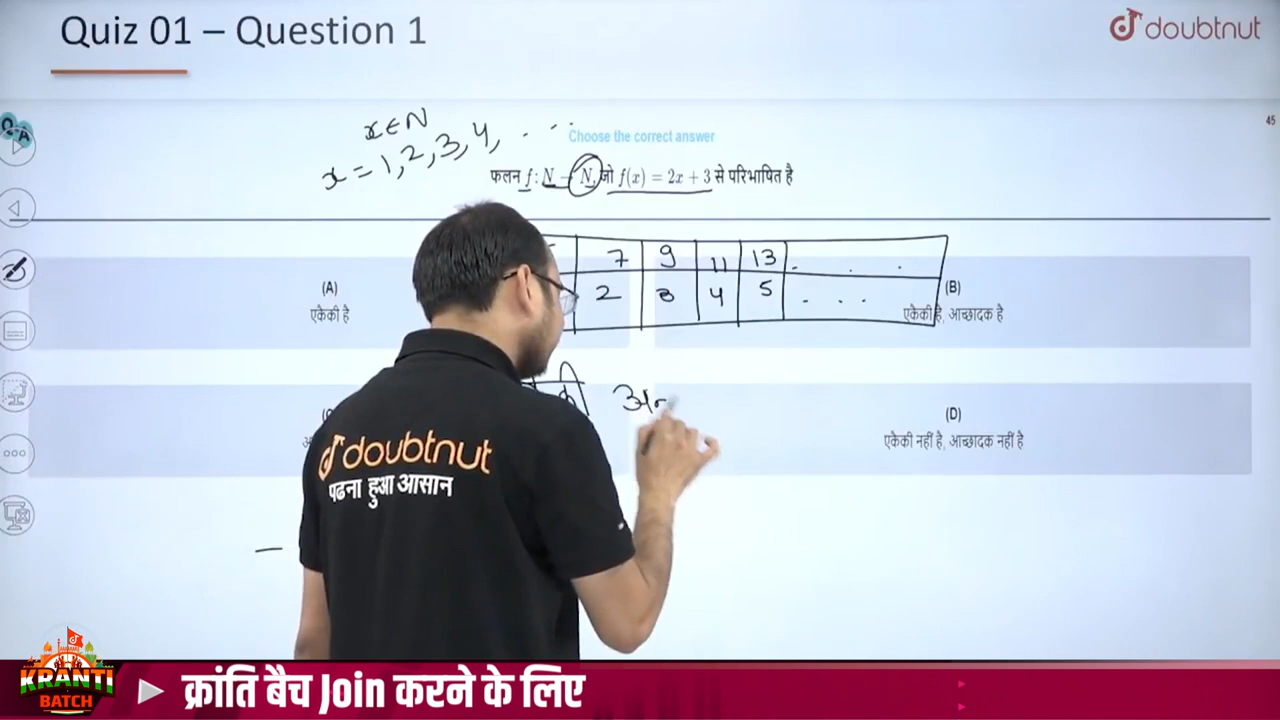 Quiz 01 – Question 1
doubtnut
x ∈ N
x = 1, 2, 3, 4, . . .
Choose the correct answer
45
फलन f: N – N, जो f(x) = 2x + 3 से परिभाषित है
7 9 11 13 . . .
2 3 4 5 . . .
(A)
एकैकी है
(B)
एकैकी है, आच्छादक है
(D)
एकैकी नहीं है, आच्छादक नहीं है
doubtnut
पढना हुआ आसान
KRANTI
BATCH
क्रांति बैच Join करने के लिए